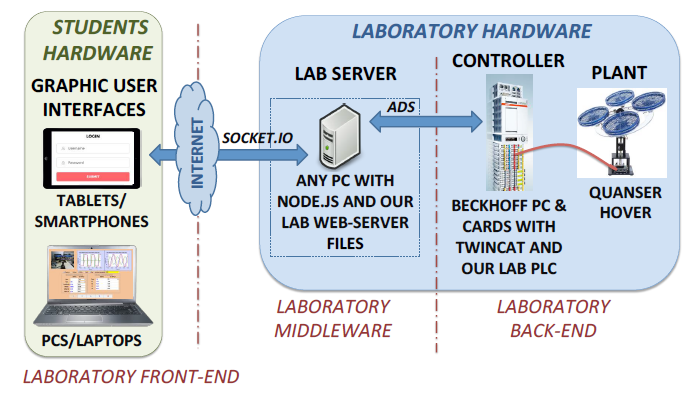 STUDENTS
HARDWARE
GRAPHIC USER
INTERFACES
LOGIN
Username
Password
SUBMIT
TABLETS/
SMARTPHONES
PCS/LAPTOPS
LABORATORY FRONT-END
INTERNET
SOCKET.IO
LABORATORY HARDWARE
LAB SERVER
ANY PC WITH
NODE.JS AND OUR
LAB WEB-SERVER
FILES
ADS
CONTROLLER
BECKHOFF PC &
CARDS WITH
TWINCAT AND
OUR LAB PLC
PLANT
QUANSER
HOVER
LABORATORY
MIDDLEWARE
LABORATORY
BACK-END